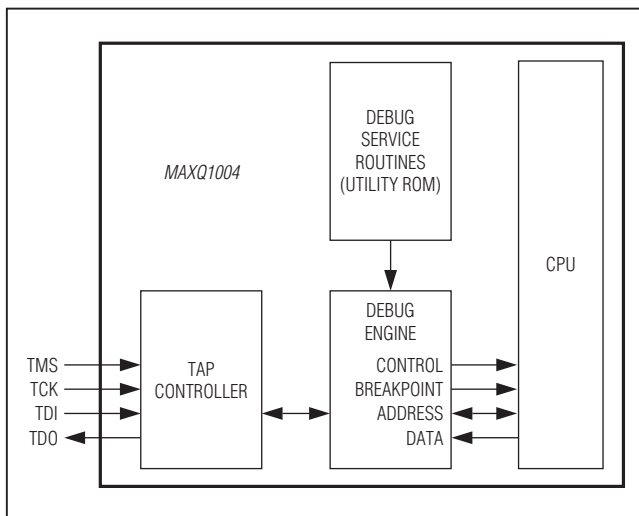 DEBUG
SERVICE
ROUTINES
(UTILITY ROM)
MAXQ1004
CPU
DEBUG
ENGINE
TAP
CONTROLLER
TMS
TCK
TDI
TDO
CONTROL
BREAKPOINT
ADDRESS
DATA